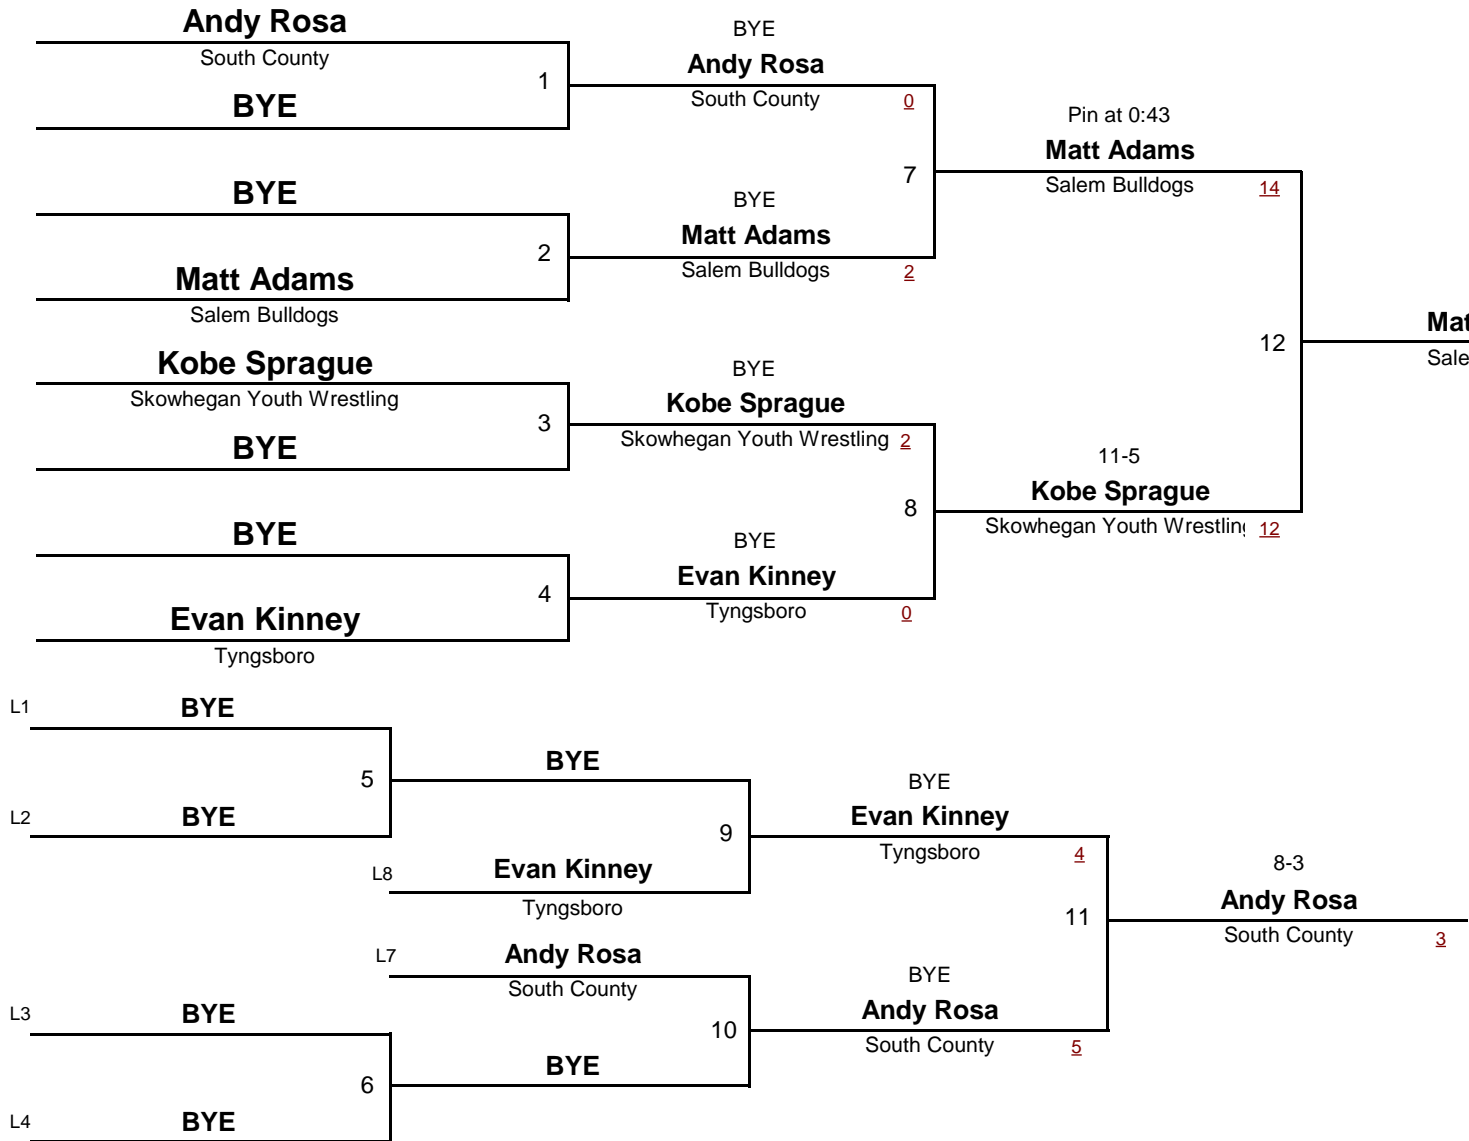 Andy Rosa
South County
1
BYE
BYE
Andy Rosa
South County 0
BYE
2
Matt Adams
Salem Bulldogs
BYE
Matt Adams
Salem Bulldogs 2
7
Pin at 0:43
Matt Adams
Salem Bulldogs 14
Kobe Sprague
Skowhegan Youth Wrestling
3
BYE
BYE
Kobe Sprague
Skowhegan Youth Wrestling 2
BYE
4
Evan Kinney
Tyngsboro
BYE
Evan Kinney
Tyngsboro 0
8
11-5
Kobe Sprague
Skowhegan Youth Wrestling 12
12
Mat
Sale
L1 BYE
5
L2 BYE
BYE
9
L8 Evan Kinney
Tyngsboro
BYE
Evan Kinney
Tyngsboro 4
L7 Andy Rosa
South County
10
BYE
L3 BYE
6
L4 BYE
BYE
Andy Rosa
South County 5
11
8-3
Andy Rosa
South County 3